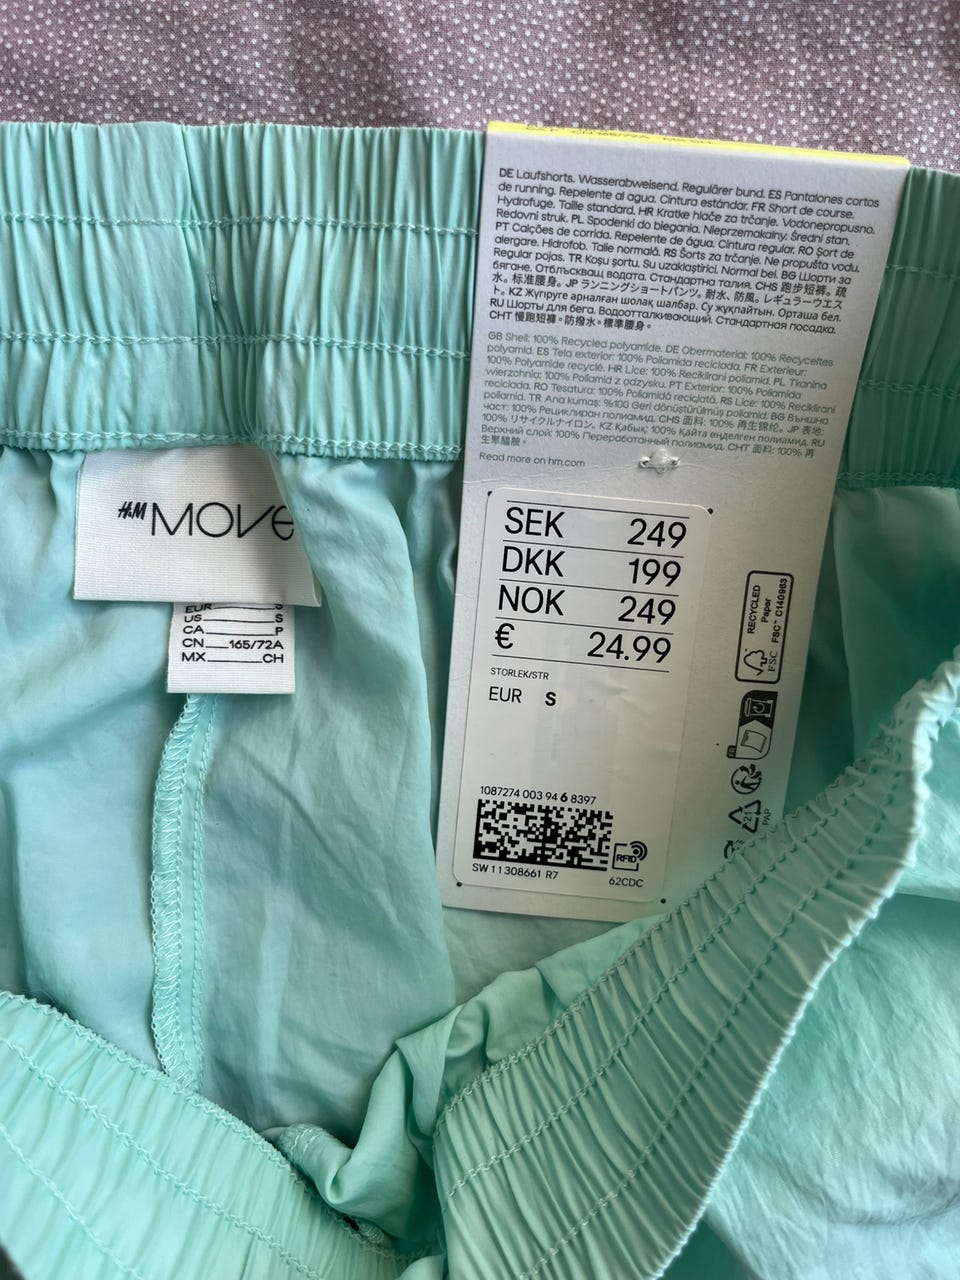 DE Laufshorts. Wasserabweisend. Regulärer bund. ES Pantalones cortos
de running. Repelente al agua. Cintura estándar. FR Short de course.
Hydrofuge. Taille standard. HR Kratke hlače za trčanje. Vodonepropusno.
Redovni struk. PL Spodenki do biegania. Nieprzemakalny. Średni stan.
PT Calções de corrida. Repelente de água. Cintura regular. RO Șort de
alergare. Hidrofob. Talie normală. RS Šorts za trčanje. Ne propušta vodu.
Regular pojas. TR Koşu şortu. Su uzaklaştirici. Normal bel. BG Шорти за
бягане. Отблъскващ водата. Стандартна талия. CHS 跑步短裤。疏
水。标准腰身。JP ランニングショートパンツ。耐水、防風。レギュラーウエス
ト。KZ Жүгіруге арналған шолақ шалбар. Су жұқпайтын. Орташа бел.
RU Шорты для бега. Водоотталкивающий. Стандартная посадка.
CHT 慢跑短褲。防撥水。標準腰身。
GB Shell: 100% Recycled polyamide. DE Obermaterial: 100% Recyceltes
polyamid. ES Tela exterior: 100% Poliamida reciclada. FR Exterieur:
100% Polyamide recyclé. HR Lice: 100% Reciklirani poliamid. PL Tkanina
wierzchnia: 100% Poliamid z odzysku. PT Exterior: 100% Poliamida
reciclada. RO Tesatura: 100% Poliamidă reciclată. RS Lice: 100% Reciklirani
poliamid. TR Ana kumaş: %100 Geri dönüştürülmüş poliamid. BG Външна
част: 100% Рециклиран полиамид. CHS 面料: 100% 再生锦纶。JP 表地:
100% リサイクルナイロン。KZ Қабық: 100% Қайта өңделген полиамид. RU
Верхний слой: 100% Переработанный полиамид. CHT 面料: 100% 再
生聚醯胺。
Read more on hm.com
H&M MOVE
EUR S
US S
CA P
CN 165/72A
MX CH
SEK 249
DKK 199
NOK 249
€ 24.99
STORLEK/STR
EUR S
1087274 003 94 6 8397
RFID
SW 11308661 R7
62CDC
RECYCLED
Paper
FSC FSC™ C140983
FR
21
PAP